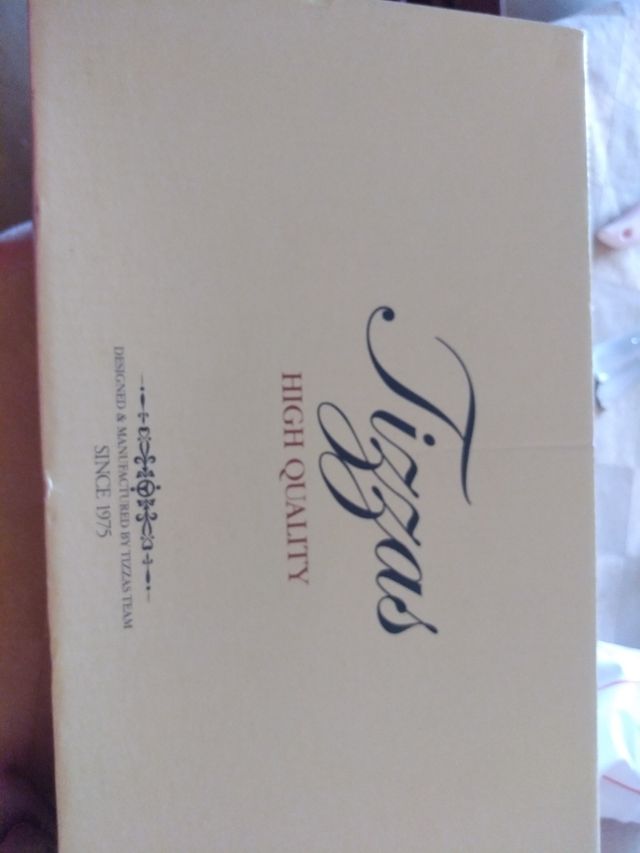 Tizzas
HIGH QUALITY
DESIGNED & MANUFACTURED BY TIZZAS TEAM
SINCE 1975